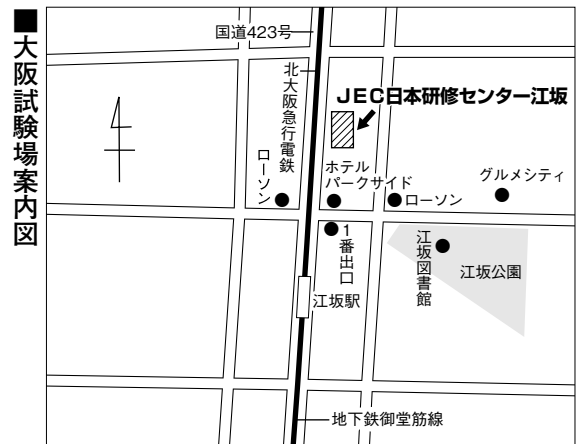 ■大阪試験場案内図
国道423号
北大阪急行電鉄
JEC日本研修センター江坂
ローソン
ホテル
パークサイド
ローソン
グルメシティ
1番出口
江坂図書館
江坂公園
江坂駅
地下鉄御堂筋線